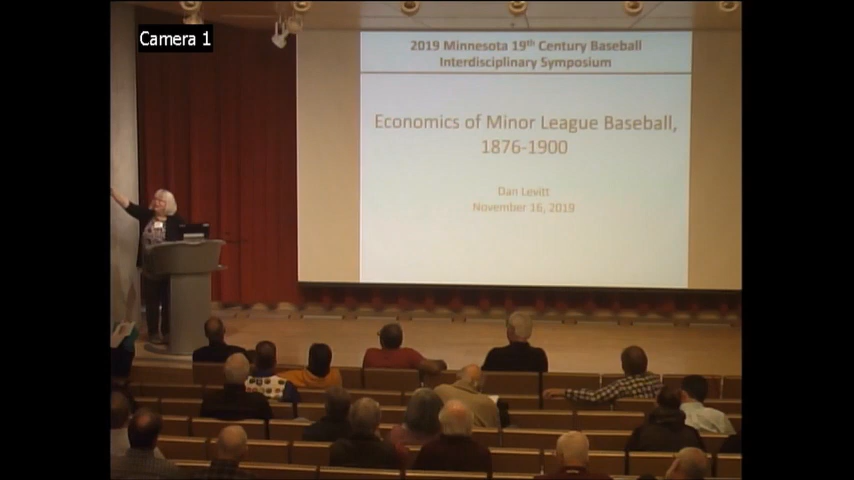 Camera 1
2019 Minnesota 19th Century Baseball
Interdisciplinary Symposium
Economics of Minor League Baseball,
1876-1900
Dan Levitt
November 16, 2019